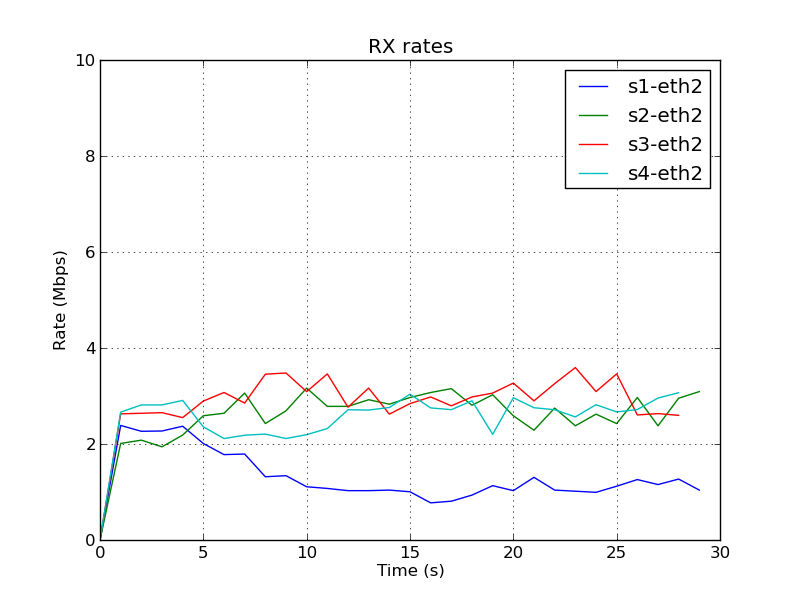 RX rates
10
8
6
4
2
0
Rate (Mbps)
s1-eth2
s2-eth2
s3-eth2
s4-eth2
0 5 10 15 20 25 30
Time (s)